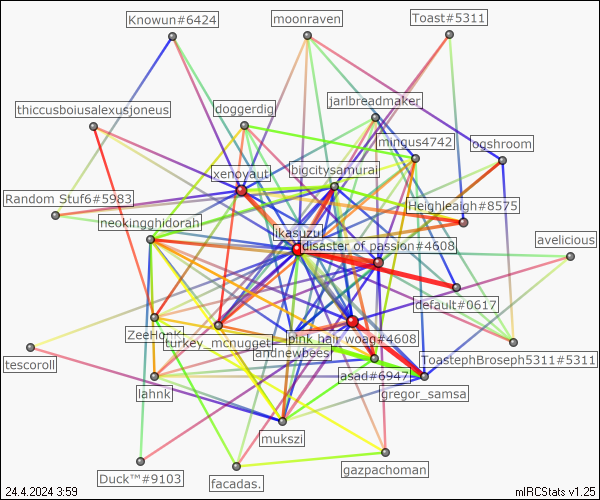 Knowun#6424
moonraven
Toast#5311
thiccusboiusalexusjoneus
doggerdig
jarlbreadmaker
mingus4742
ogshroom
xenoyaut
bigcitysamurai
Random Stuf6#5983
Heighleaigh#8575
neokingghidorah
ikasuzu
disaster of passion#4608
avelicious
default#0617
ZeeHonK
turkey_mcnugget
pink hair woag#4608
andnewbees
ToastephBroseph5311#5311
tescoroll
asad#6947
lahnk
gregor_samsa
mukszi
gazpachoman
Duck™#9103
facadas.
24.4.2024 3:59
mIRCStats v1.25